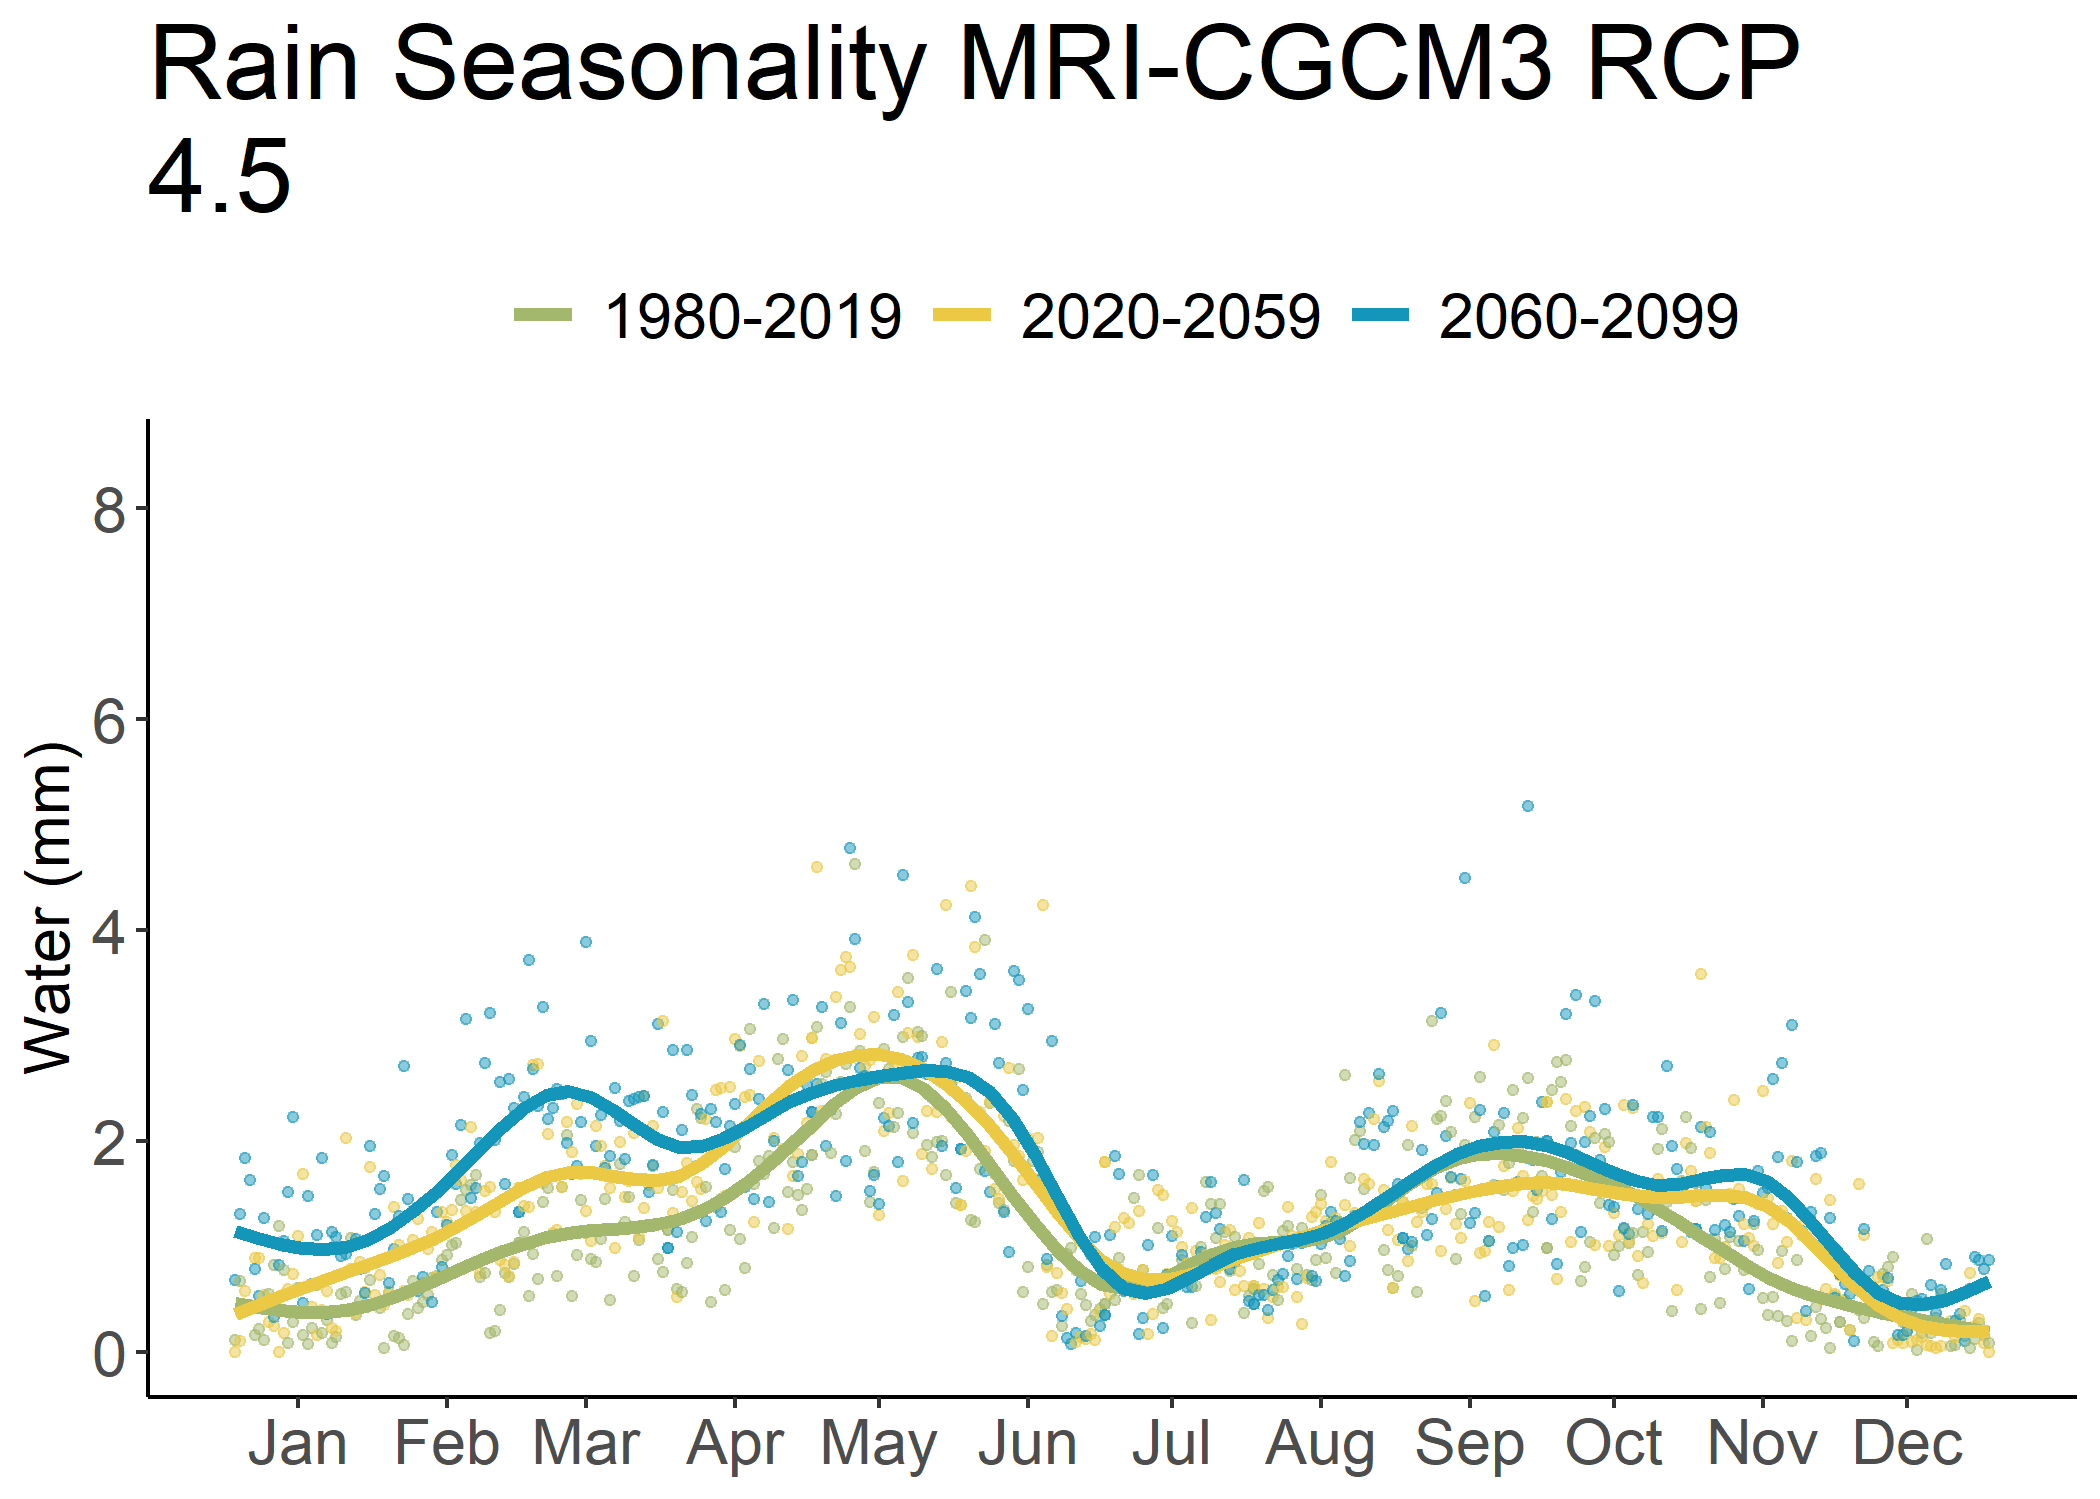 Rain Seasonality MRI-CGCM3 RCP
4.5
1980-2019 2020-2059 2060-2099
Water (mm)
8
6
4
2
0
Jan Feb Mar Apr May Jun Jul Aug Sep Oct Nov Dec